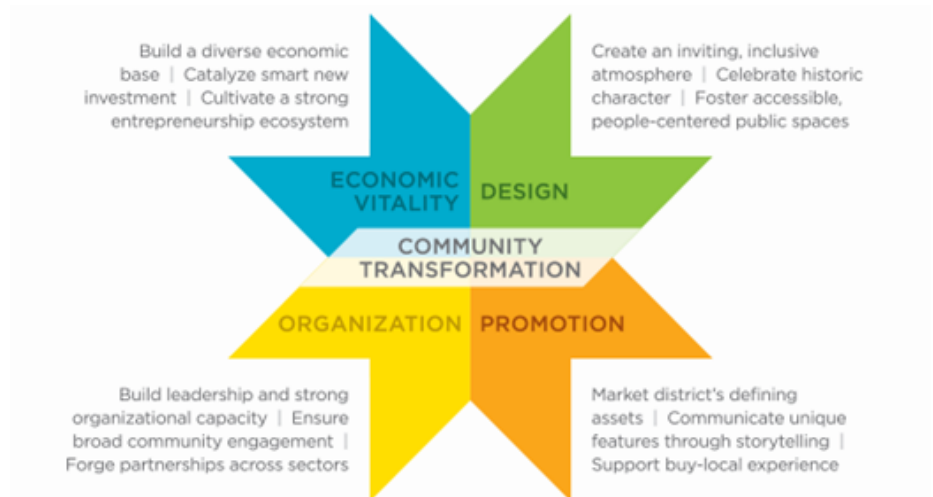 Build a diverse economic
base | Catalyze smart new
investment | Cultivate a strong
entrepreneurship ecosystem
Create an inviting, inclusive
atmosphere | Celebrate historic
character | Foster accessible,
people-centered public spaces
ECONOMIC
VITALITY
DESIGN
COMMUNITY
TRANSFORMATION
ORGANIZATION
PROMOTION
Build leadership and strong
organizational capacity | Ensure
broad community engagement |
Forge partnerships across sectors
Market district's defining
assets | Communicate unique
features through storytelling |
Support buy-local experience